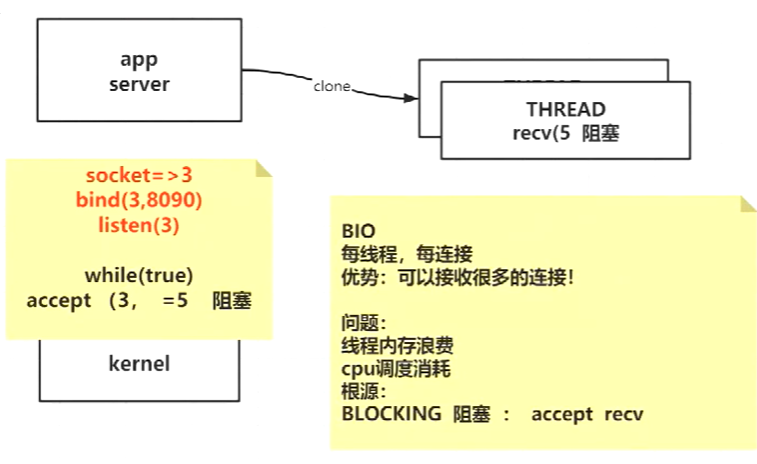 app
server
clone
THREAD
recv(5 阻塞
socket=>3
bind(3,8090)
listen(3)
while(true)
accept （3， =5 阻塞
kernel
BIO
每线程，每连接
优势：可以接收很多的连接！
问题：
线程内存浪费
cpu调度消耗
根源：
BLOCKING 阻塞 ： accept recv